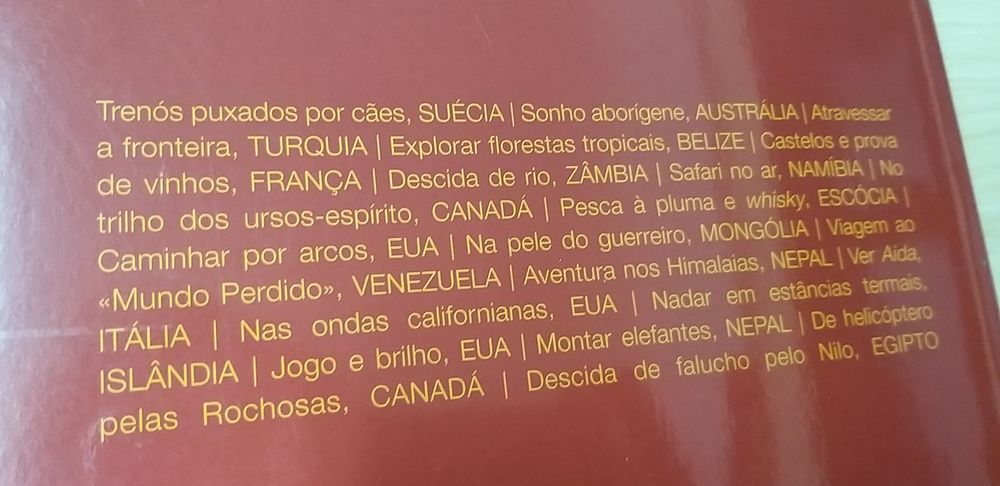 Trenós puxados por cães, SUÉCIA | Sonho aborígene, AUSTRÁLIA | Atravessar
a fronteira, TURQUIA | Explorar florestas tropicais, BELIZE | Castelos e prova
de vinhos, FRANÇA | Descida de rio, ZÂMBIA | Safari no ar, NAMÍBIA | No
trilho dos ursos-espírito, CANADÁ | Pesca à pluma e whisky, ESCÓCIA |
Caminhar por arcos, EUA | Na pele do guerreiro, MONGÓLIA | Viagem ao
«Mundo Perdido», VENEZUELA | Aventura nos Himalaias, NEPAL | Ver Aida,
ITÁLIA | Nas ondas californianas, EUA | Nadar em estâncias termais,
ISLÂNDIA | Jogo e brilho, EUA | Montar elefantes, NEPAL | De helicóptero
pelas Rochosas, CANADÁ | Descida de falucho pelo Nilo, EGIPTO